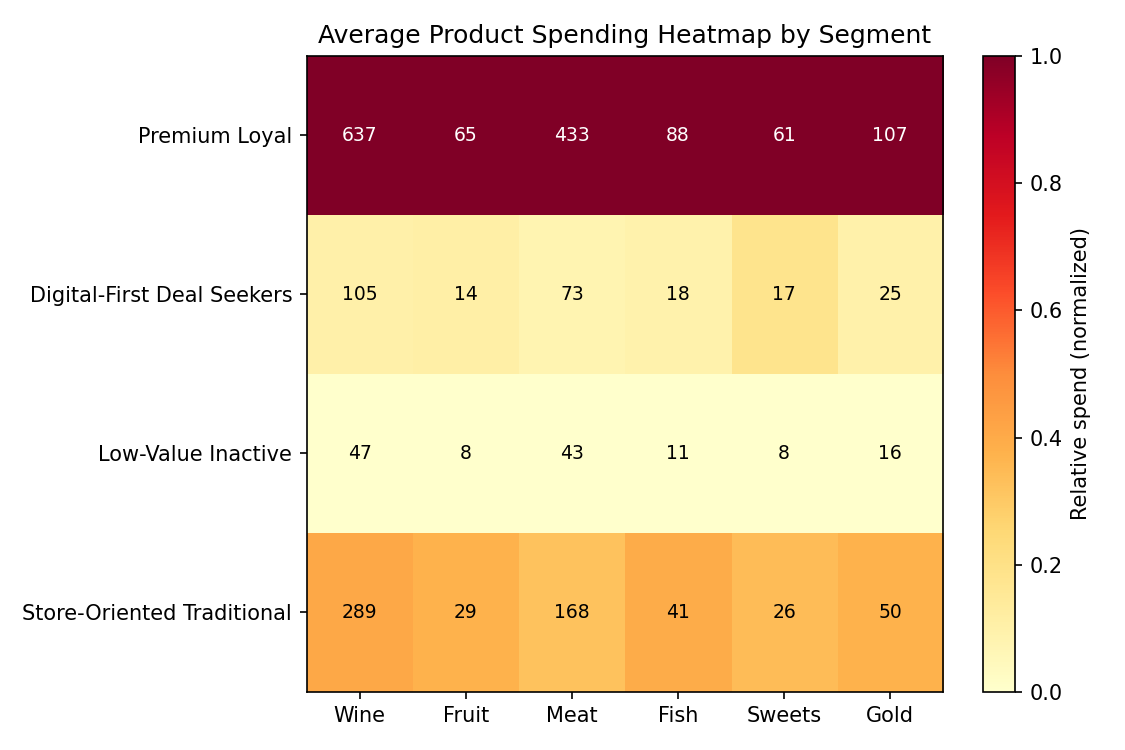 Average Product Spending Heatmap by Segment
Premium Loyal 637 65 433 88 61 107
Digital-First Deal Seekers 105 14 73 18 17 25
Low-Value Inactive 47 8 43 11 8 16
Store-Oriented Traditional 289 29 168 41 26 50
Wine Fruit Meat Fish Sweets Gold
1.0
0.8
0.6
0.4
0.2
0.0
Relative spend (normalized)